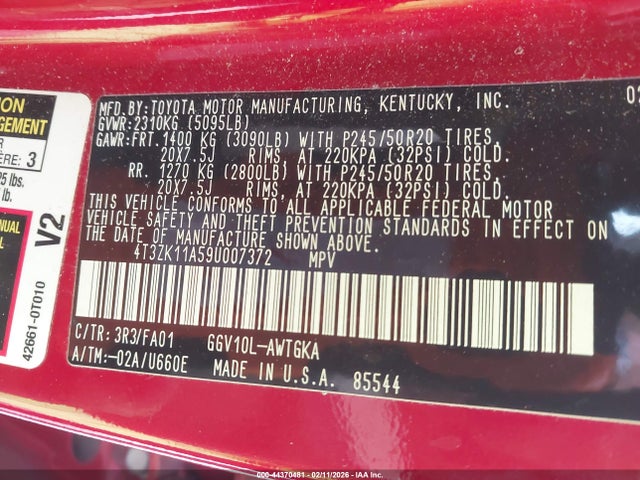 MFD.BY:TOYOTA MOTOR MANUFACTURING, KENTUCKY, INC.
GVWR:2310KG (5095LB)
GAWR:FRT.1400 KG (3090LB) WITH P245/50R20 TIRES,
20X7.5J RIMS, AT 220KPA (32PSI) COLD.
RR. 1270 KG (2800LB) WITH P245/50R20 TIRES,
20X7.5J RIMS, AT 220KPA (32PSI) COLD.
THIS VEHICLE CONFORMS TO ALL APPLICABLE FEDERAL MOTOR
VEHICLE SAFETY AND THEFT PREVENTION STANDARDS IN EFFECT ON
THE DATE OF MANUFACTURE SHOWN ABOVE.
4T3ZK11A59U007372 MPV
C/TR: 3R3/FA01 GGV10L-AWTGKA
A/TM:-02A/U660E MADE IN U.S.A. 85544
ÈRE: 3
25 lbs.
V2
42661-0T010
000-44370481 - 02/11/2026 - IAA Inc.